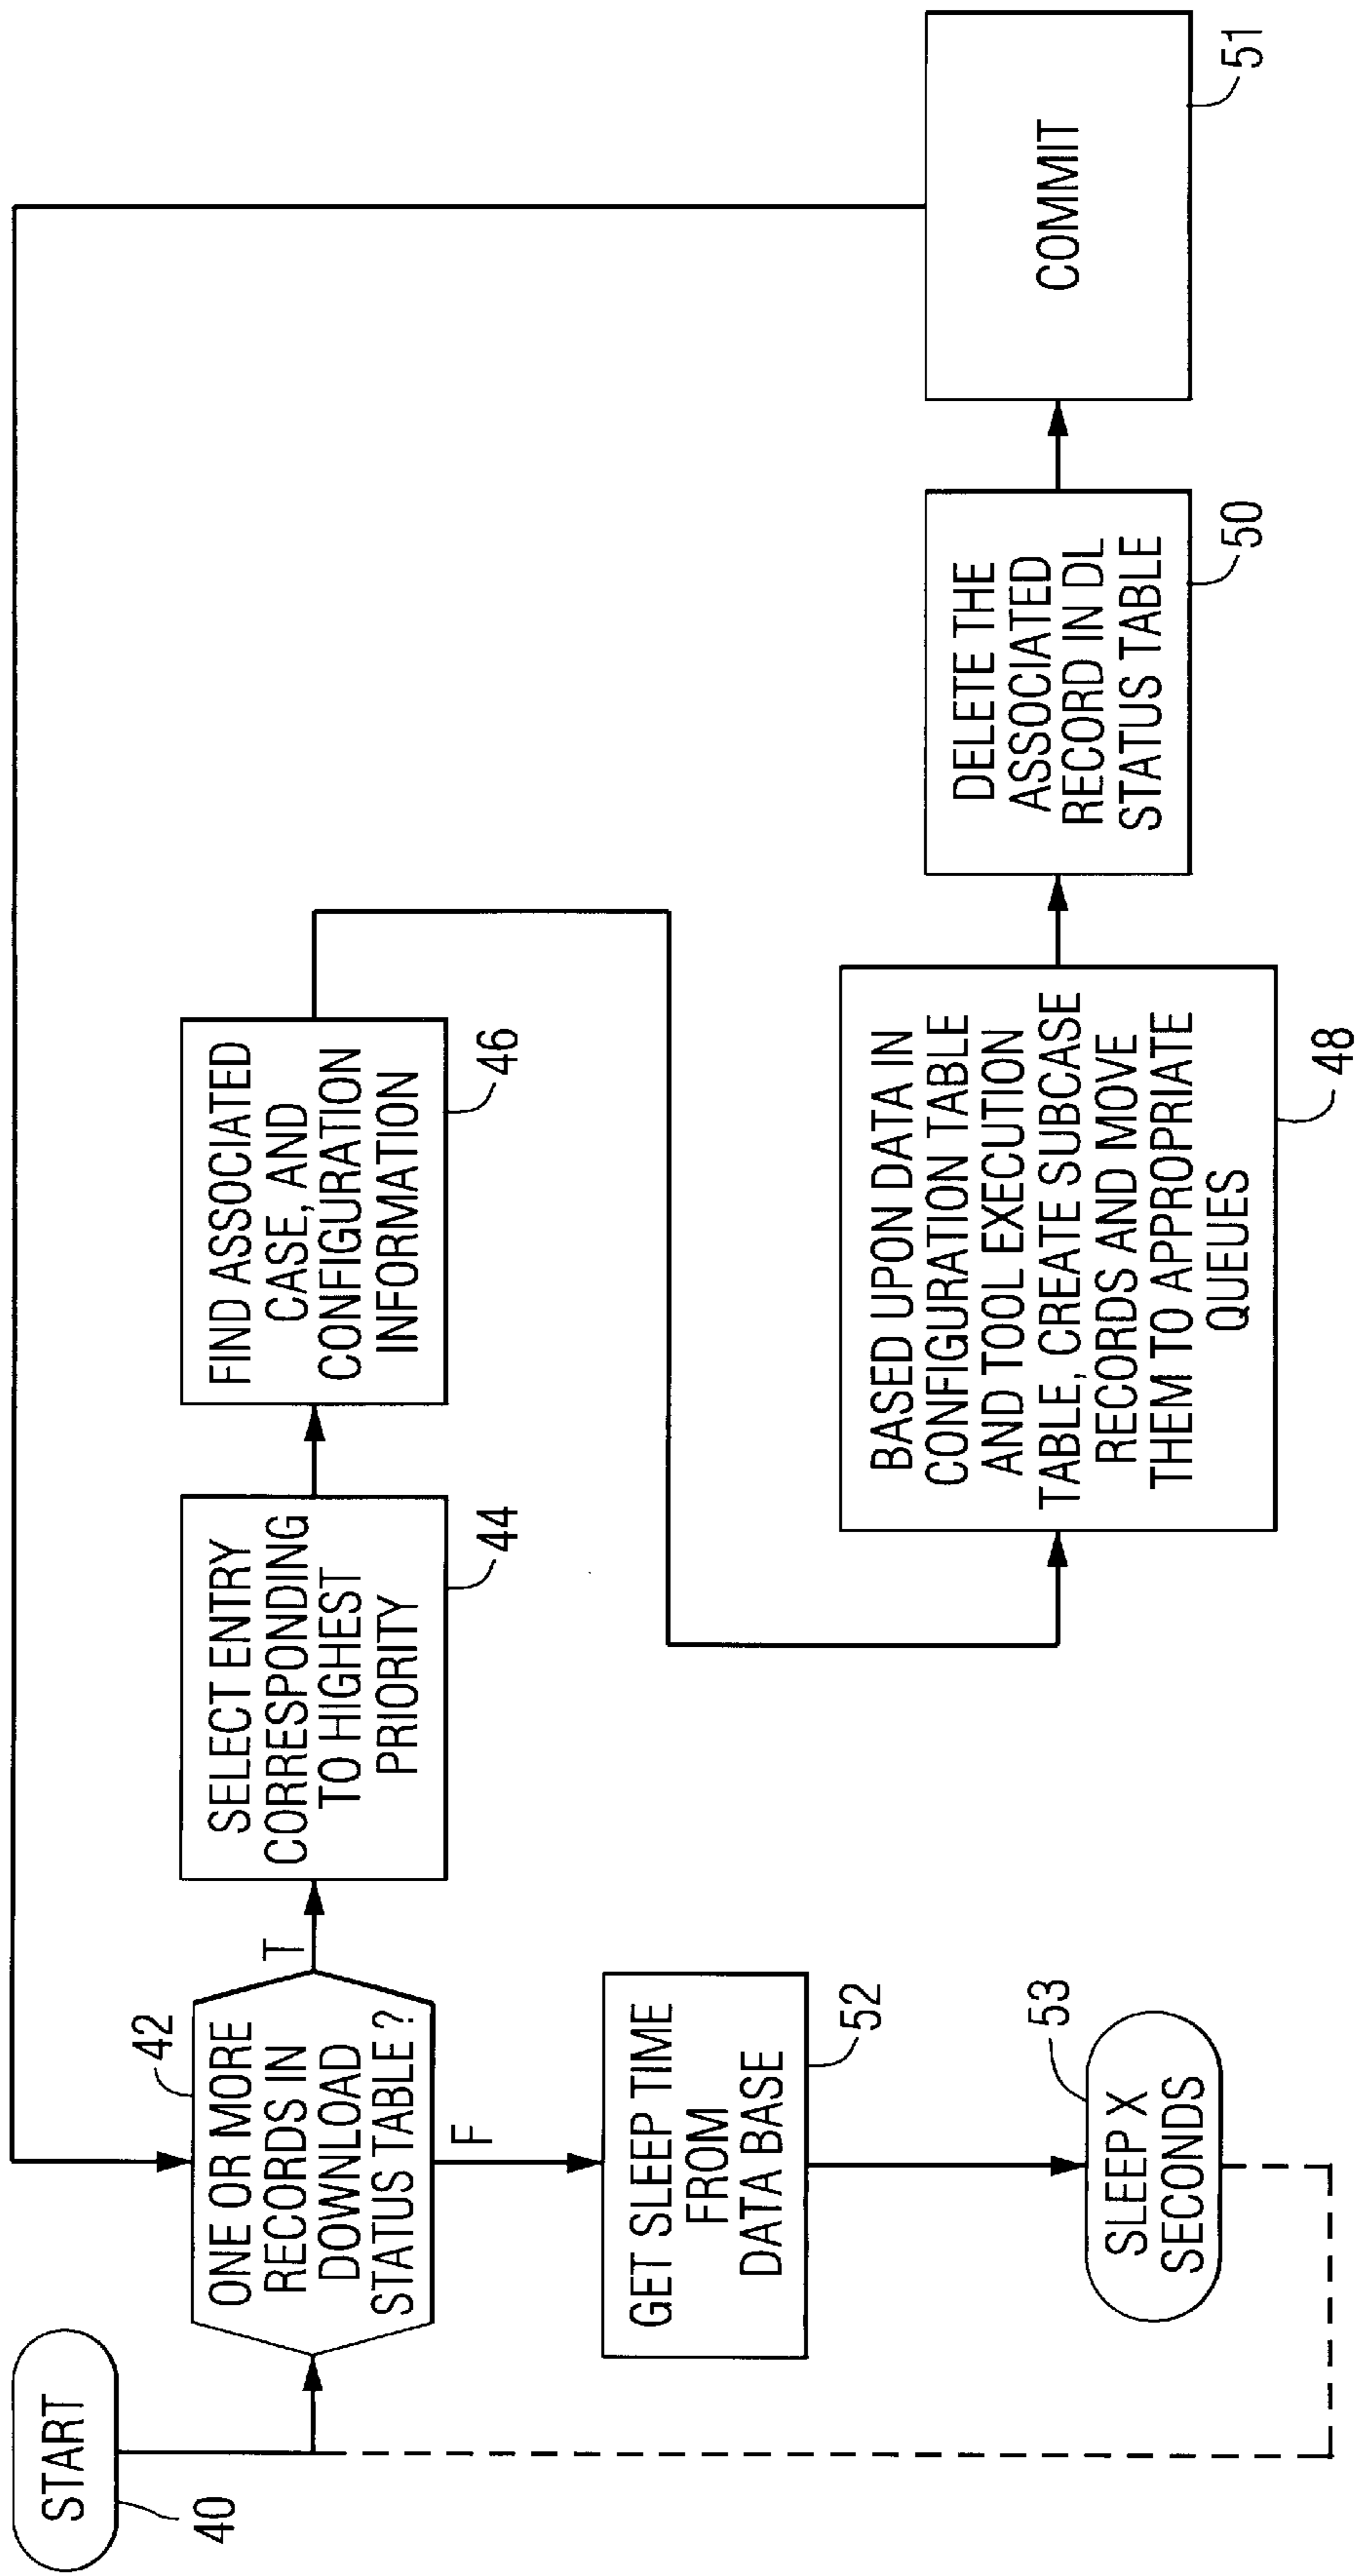 START
40
ONE OR MORE
RECORDS IN
DOWNLOAD
STATUS TABLE ?
42
T
F
SELECT ENTRY
CORRESPONDING
TO HIGHEST
PRIORITY
44
FIND ASSOCIATED
CASE, AND
CONFIGURATION
INFORMATION
46
BASED UPON DATA IN
CONFIGURATION TABLE
AND TOOL EXECUTION
TABLE, CREATE SUBCASE
RECORDS AND MOVE
THEM TO APPROPRIATE
QUEUES
48
DELETE THE
ASSOCIATED
RECORD IN DL
STATUS TABLE
50
COMMIT
51
GET SLEEP TIME
FROM
DATA BASE
52
SLEEP X
SECONDS
53